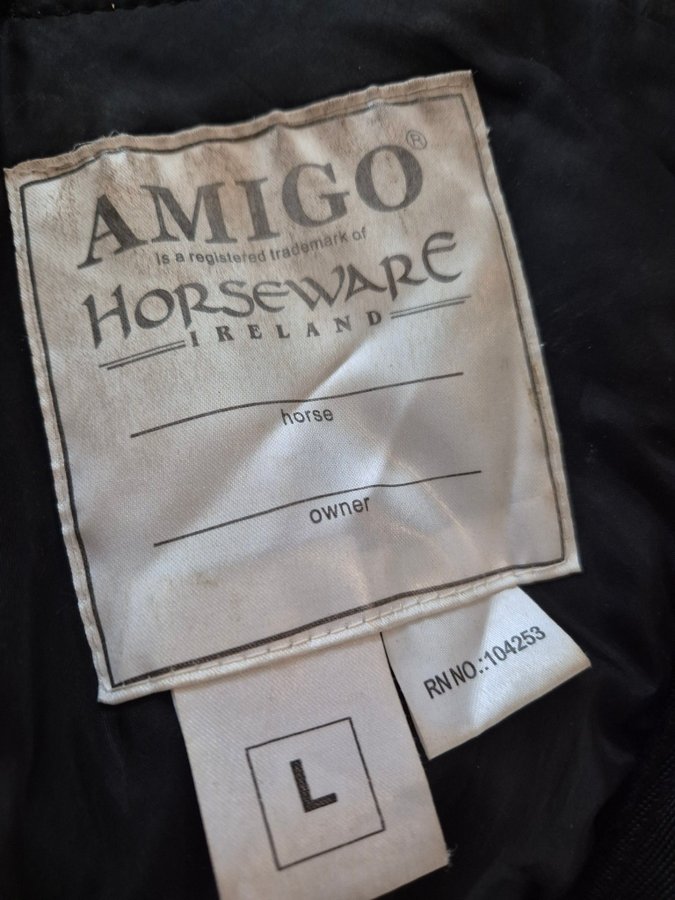 AMIGO®
Is a registered trademark of
HORSEWARE
IRELAND
horse
owner
RN NO.:104253
L